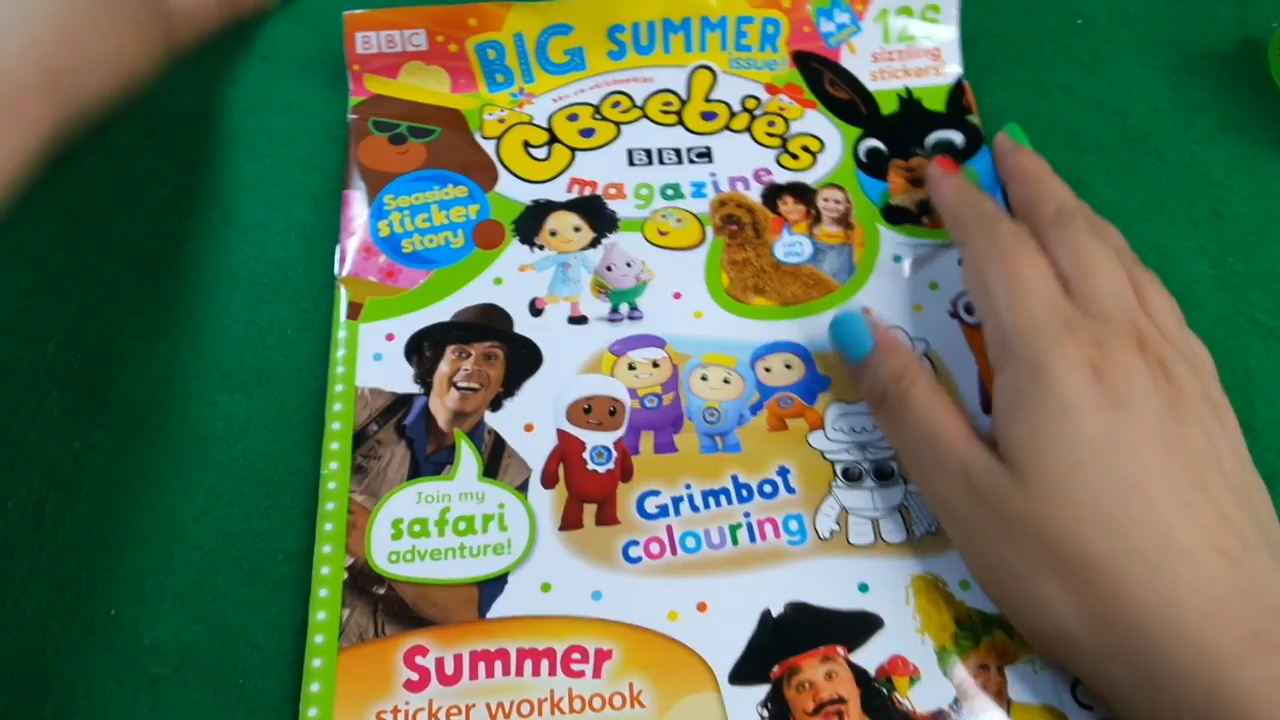 BBC
BIG SUMMER
issue!
126
sizzling
stickers!
CBeebies
BBC
magazine
Seaside
sticker
story
Join my
safari
adventure!
Grimbot
colouring
Summer
sticker workbook